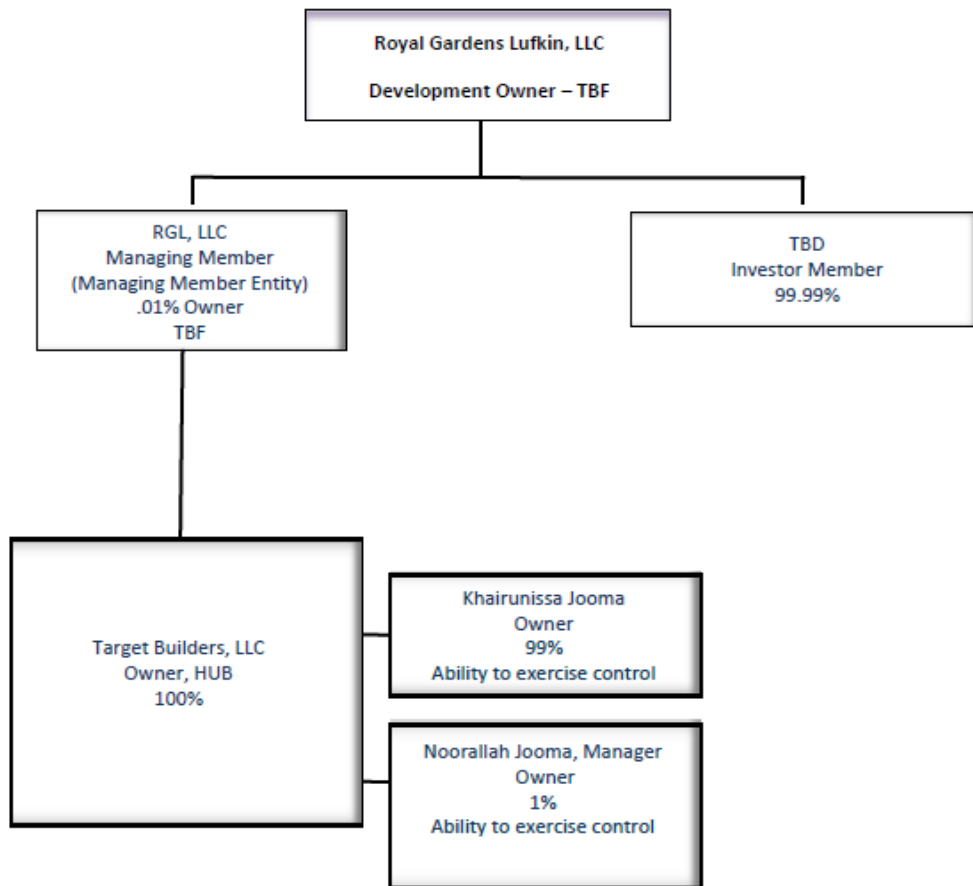 Royal Gardens Lufkin, LLC
Development Owner – TBF
RGL, LLC
Managing Member
(Managing Member Entity)
.01% Owner
TBF
TBD
Investor Member
99.99%
Target Builders, LLC
Owner, HUB
100%
Khairunissa Jooma
Owner
99%
Ability to exercise control
Noorallah Jooma, Manager
Owner
1%
Ability to exercise control